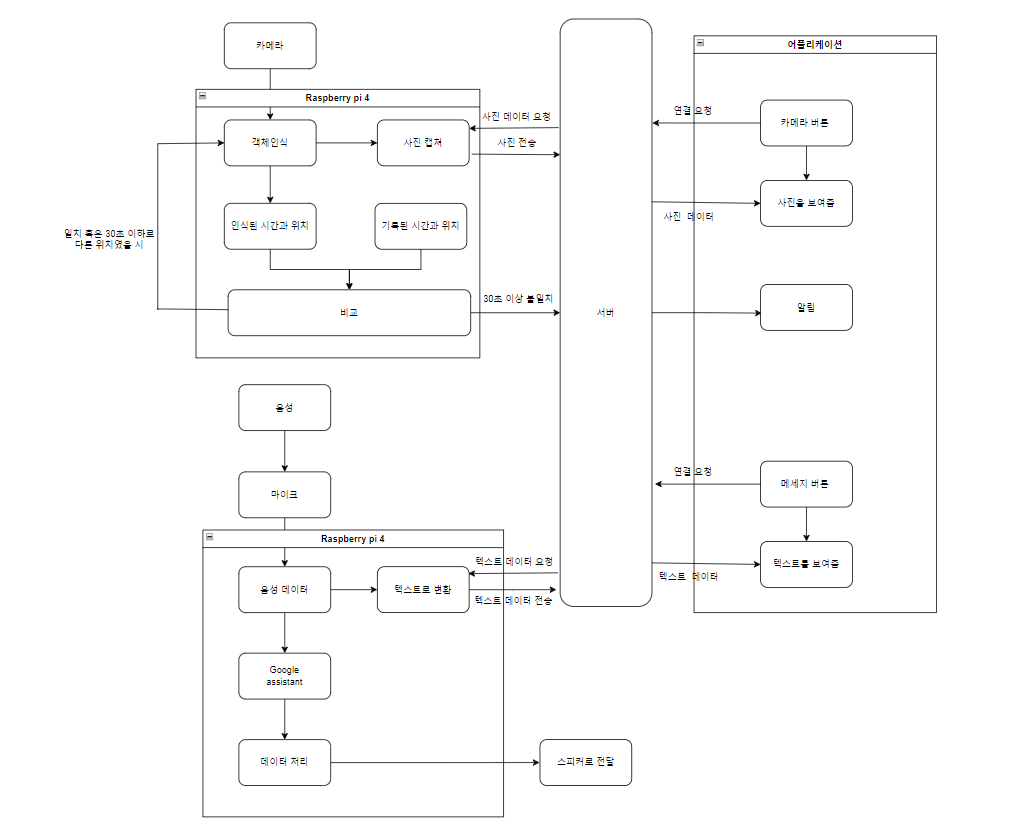 카메라
Raspberry pi 4
객체인식
사진 캡쳐
사진 데이터 요청
사진 전송
인식된 시간과 위치
기록된 시간과 위치
일치 혹은 30초 이하로
다른 위치였을 시
비교
30초 이상 불일치
서버
어플리케이션
연결 요청
카메라 버튼
사진을 보여줌
사진 데이터
알림
연결 요청
메세지 버튼
텍스트를 보여줌
텍스트 데이터
음성
마이크
Raspberry pi 4
음성 데이터
텍스트로 변환
텍스트 데이터 요청
텍스트 데이터 전송
Google
assistant
데이터 처리
스피커로 전달